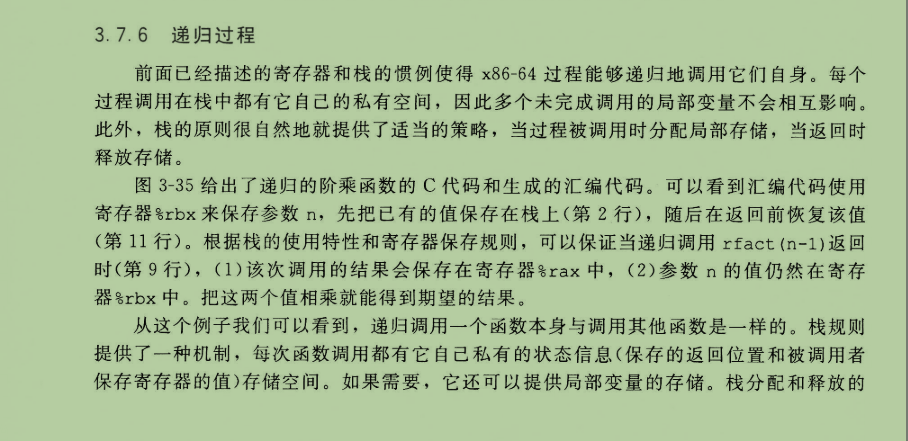 3.7.6 递归过程
前面已经描述的寄存器和栈的惯例使得 x86-64 过程能够递归地调用它们自身。每个
过程调用在栈中都有它自己的私有空间，因此多个未完成调用的局部变量不会相互影响。
此外，栈的原则很自然地就提供了适当的策略，当过程被调用时分配局部存储，当返回时
释放存储。
图 3-35 给出了递归的阶乘函数的 C 代码和生成的汇编代码。可以看到汇编代码使用
寄存器%rbx 来保存参数 n，先把已有的值保存在栈上(第 2 行)，随后在返回前恢复该值
(第 11 行)。根据栈的使用特性和寄存器保存规则，可以保证当递归调用 rfact(n-1)返回
时(第 9 行)，(1)该次调用的结果会保存在寄存器%rax 中，(2)参数 n 的值仍然在寄存
器%rbx 中。把这两个值相乘就能得到期望的结果。
从这个例子我们可以看到，递归调用一个函数本身与调用其他函数是一样的。栈规则
提供了一种机制，每次函数调用都有它自己私有的状态信息(保存的返回位置和被调用者
保存寄存器的值)存储空间。如果需要，它还可以提供局部变量的存储。栈分配和释放的